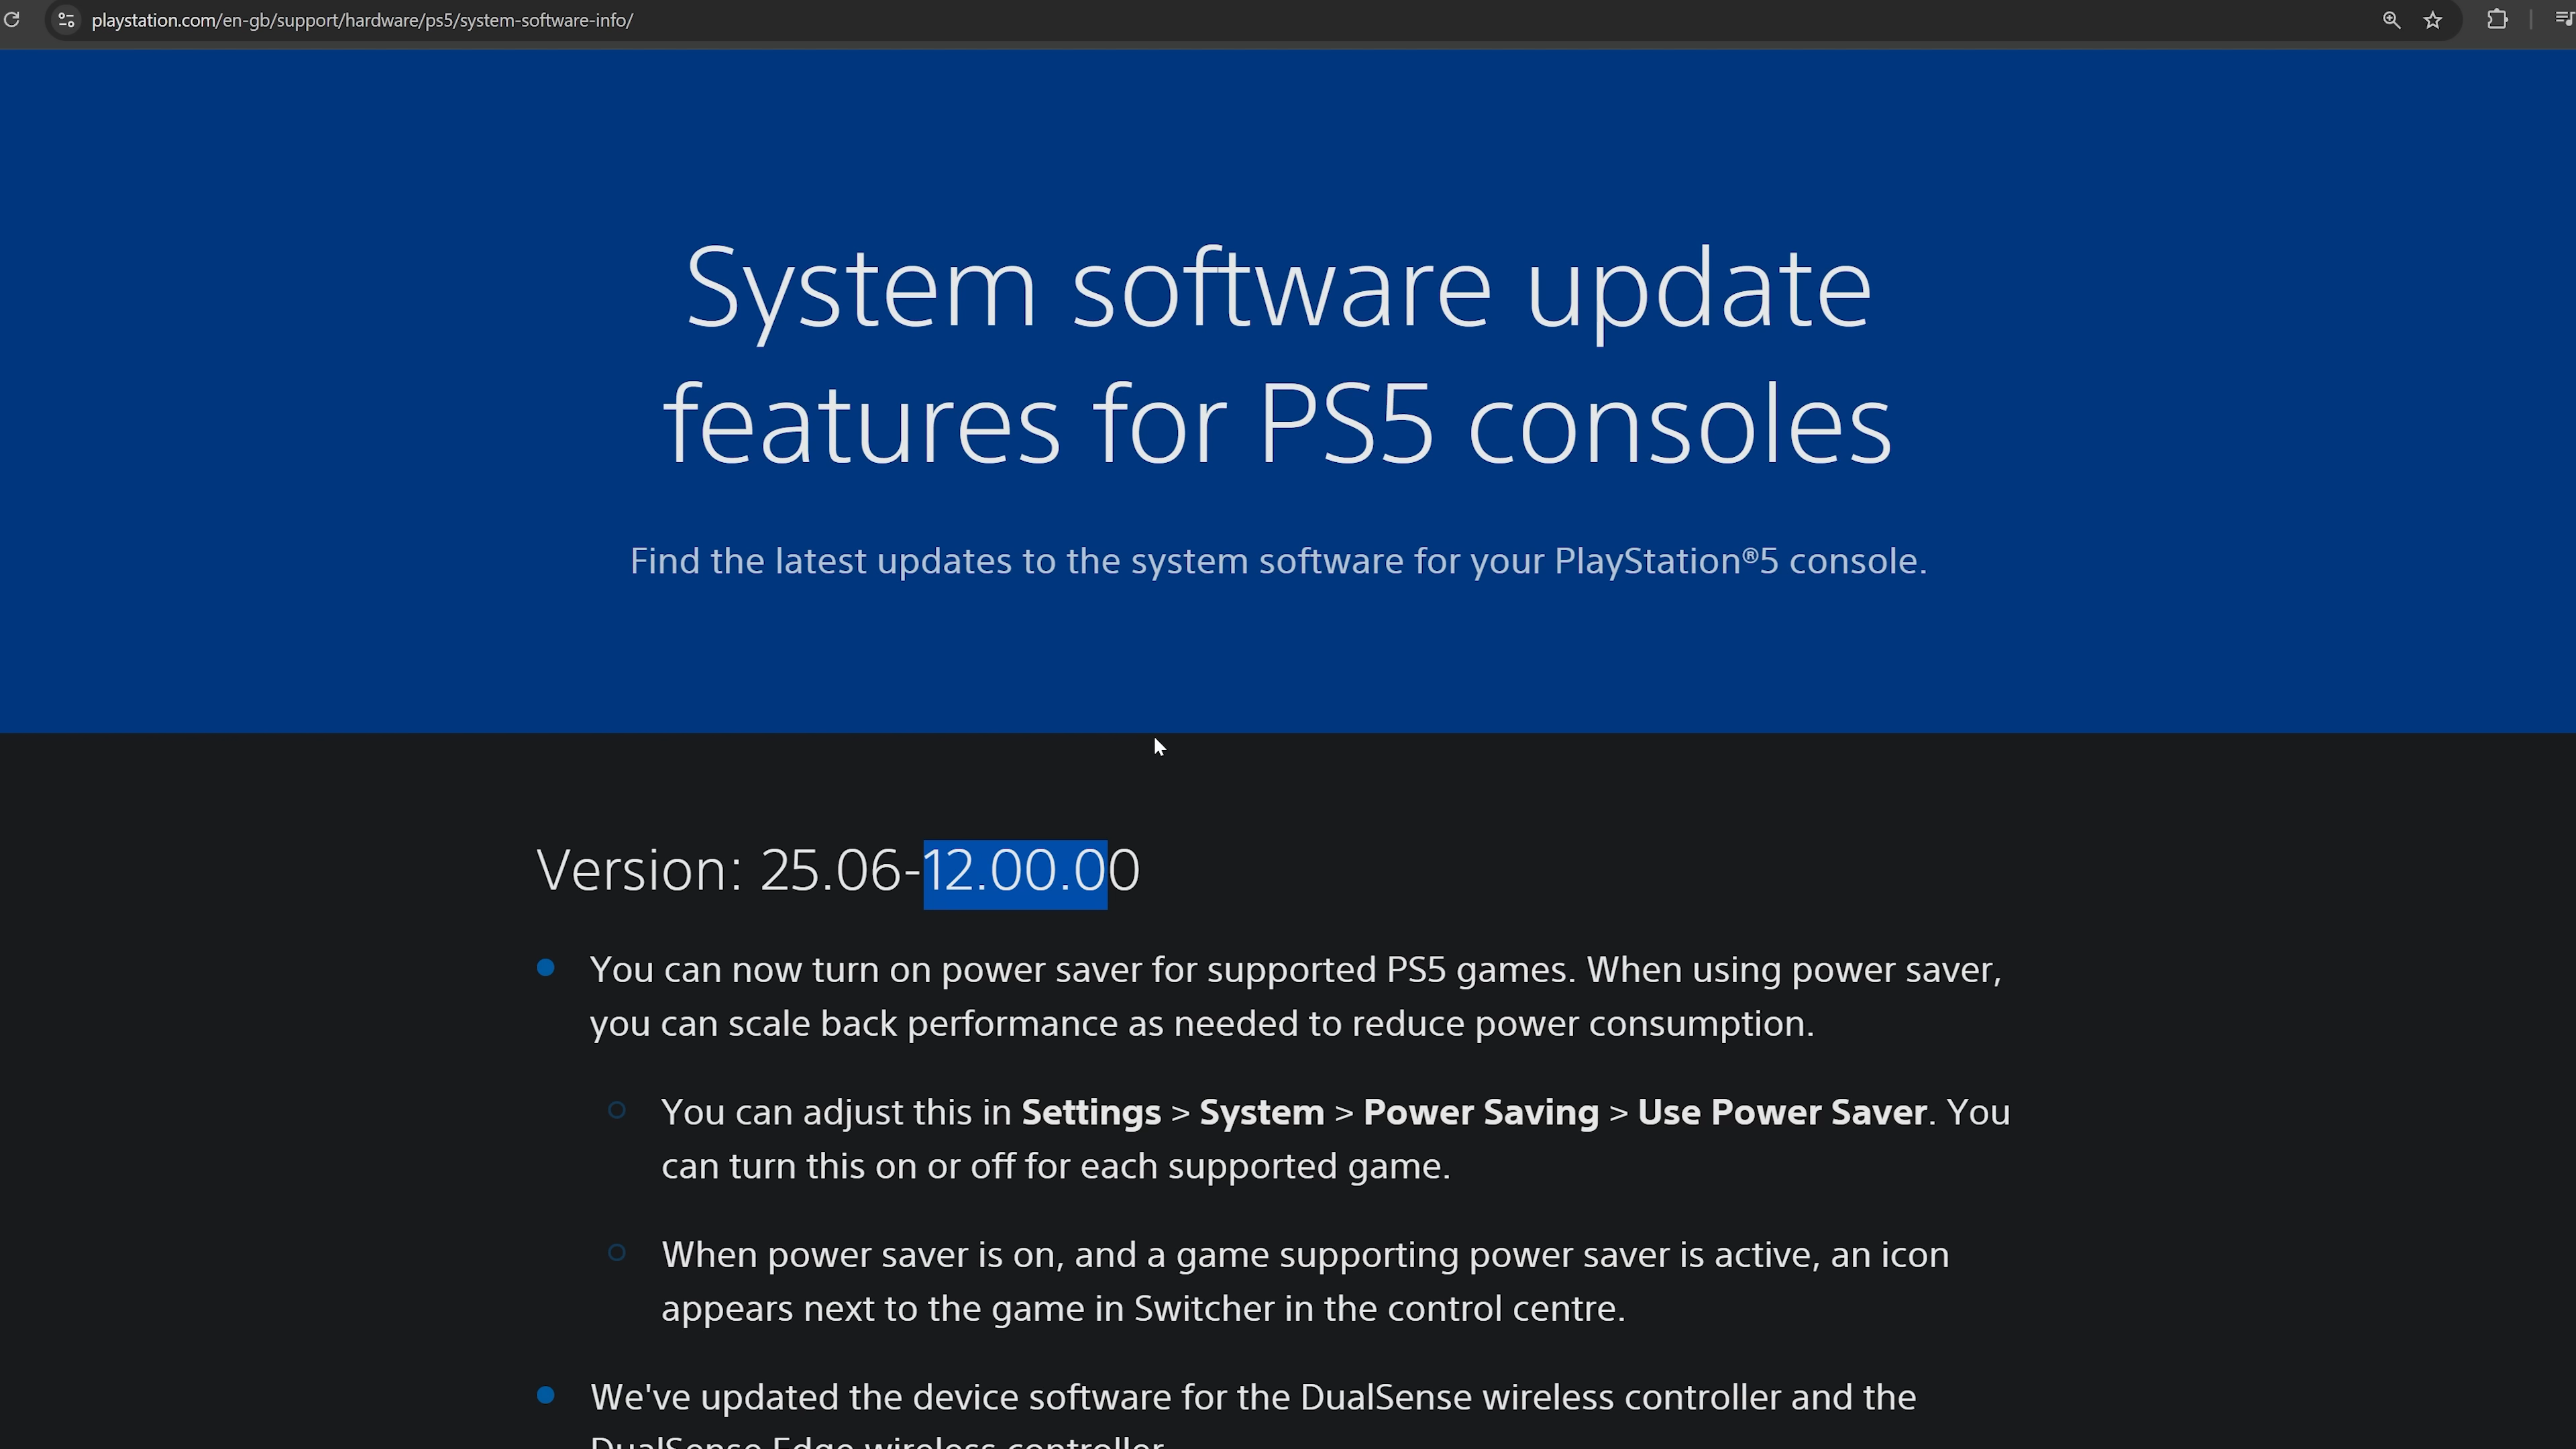 playstation.com/en-gb/support/hardware/ps5/system-software-info/
System software update
features for PS5 consoles
Find the latest updates to the system software for your PlayStation®5 console.
Version: 25.06-12.00.00
You can now turn on power saver for supported PS5 games. When using power saver,
you can scale back performance as needed to reduce power consumption.
You can adjust this in Settings > System > Power Saving > Use Power Saver. You
can turn this on or off for each supported game.
When power saver is on, and a game supporting power saver is active, an icon
appears next to the game in Switcher in the control centre.
We've updated the device software for the DualSense wireless controller and the
DualSense Edge wireless controller.